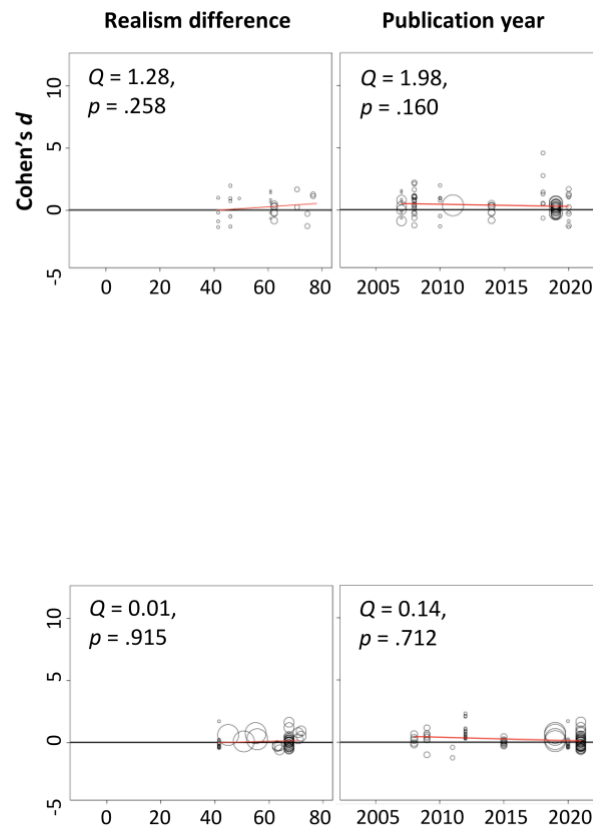 Realism difference
Publication year
Cohen's d
10
5
0
-5
Q = 1.28,
p = .258
Q = 1.98,
p = .160
0 20 40 60 80
2005 2010 2015 2020
10
5
0
-5
Q = 0.01,
p = .915
Q = 0.14,
p = .712
0 20 40 60 80
2005 2010 2015 2020